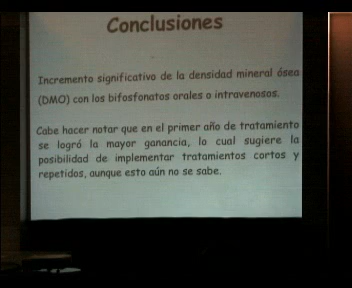 Conclusiones
Incremento significativo de la densidad mineral ósea
(DMO) con los bifosfonatos orales o intravenosos.
Cabe hacer notar que en el primer año de tratamiento
se logró la mayor ganancia, lo cual sugiere la
posibilidad de implementar tratamientos cortos y
repetidos, aunque esto aún no se sabe.